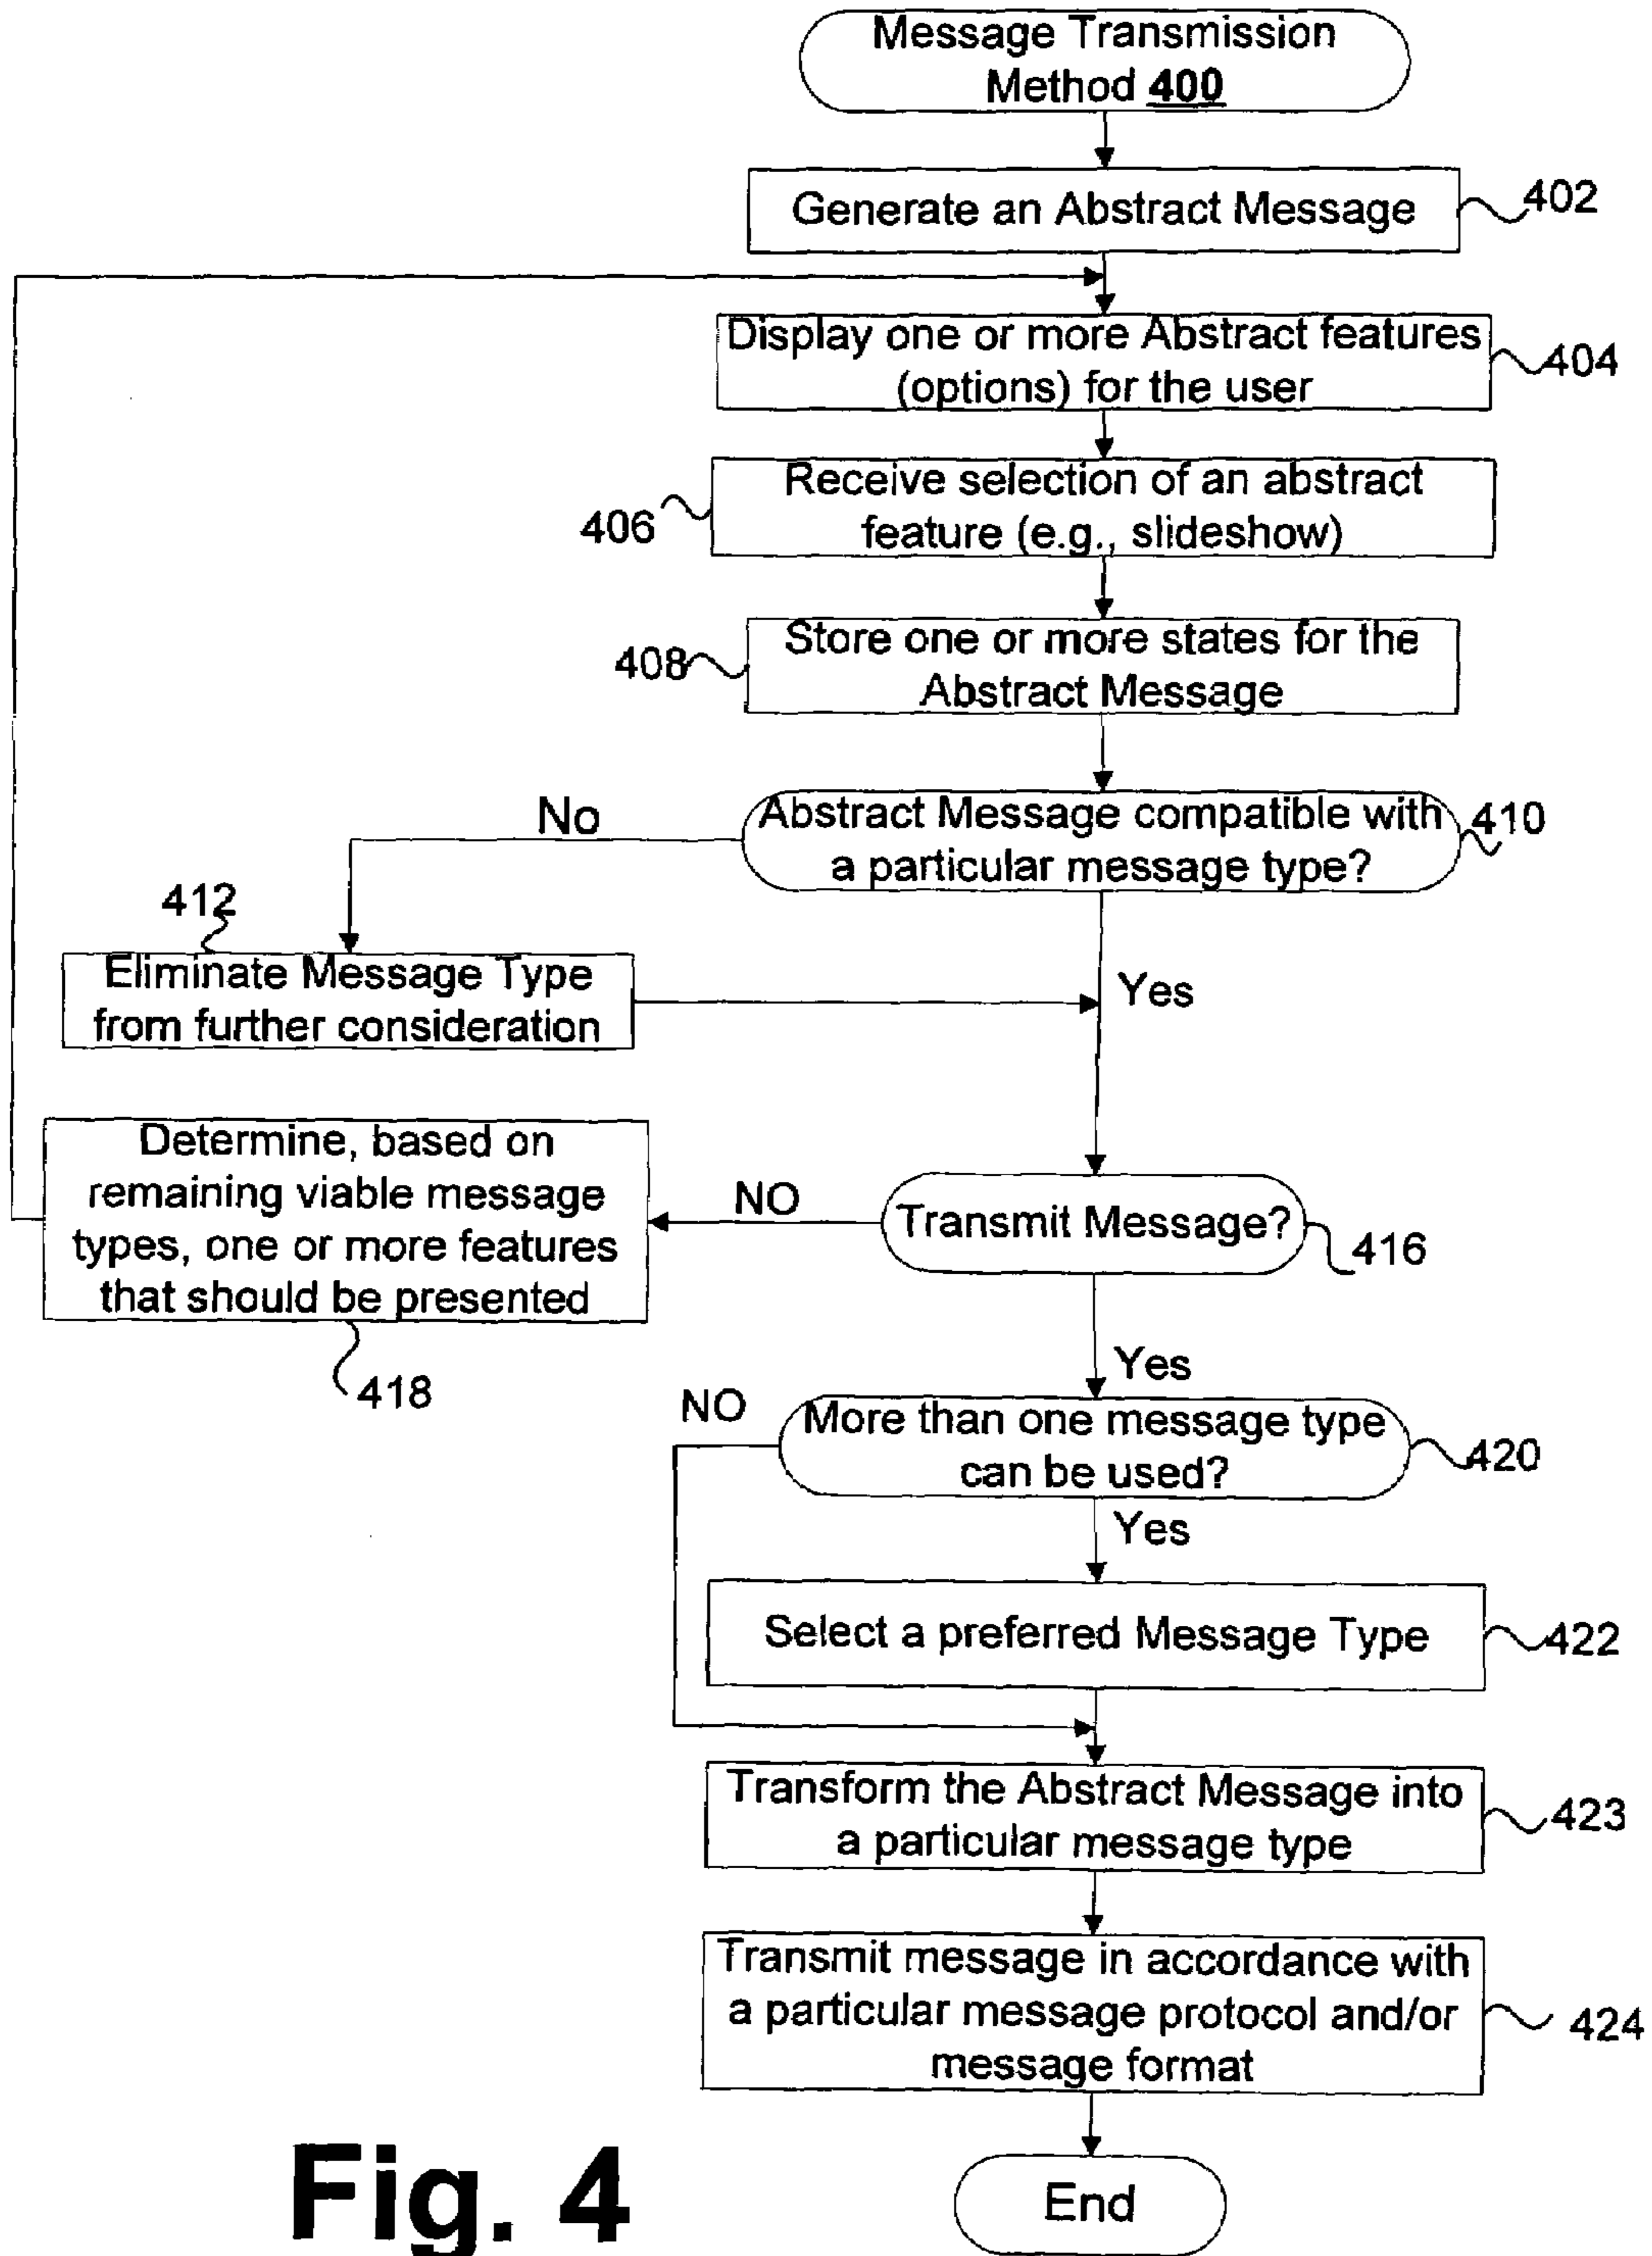 Message Transmission
Method 400
Generate an Abstract Message
402
Display one or more Abstract features
(options) for the user
404
Receive selection of an abstract
feature (e.g., slideshow)
406
Store one or more states for the
Abstract Message
408
Abstract Message compatible with
a particular message type?
410
No
412
Eliminate Message Type
from further consideration
Yes
Determine, based on
remaining viable message
types, one or more features
that should be presented
418
NO
Transmit Message?
416
Yes
NO
More than one message type
can be used?
420
Yes
Select a preferred Message Type
422
Transform the Abstract Message into
a particular message type
423
Transmit message in accordance with
a particular message protocol and/or
message format
424
End
Fig. 4